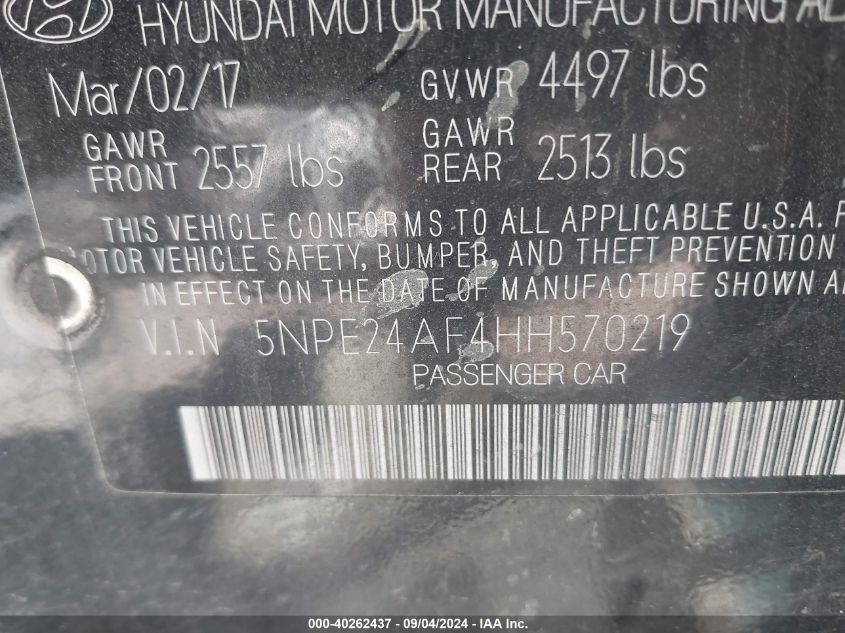 HYUNDAI MOTOR MANUFACTURING AL
Mar/02/17 GVWR 4497 lbs
GAWR FRONT 2557 lbs GAWR REAR 2513 lbs
THIS VEHICLE CONFORMS TO ALL APPLICABLE U.S.A. F
OTOR VEHICLE SAFETY, BUMPER, AND THEFT PREVENTION
IN EFFECT ON THE DATE OF MANUFACTURE SHOWN A
V.I.N 5NPE24AF4HH570219
PASSENGER CAR
000-40262437 - 09/04/2024 - IAA Inc.